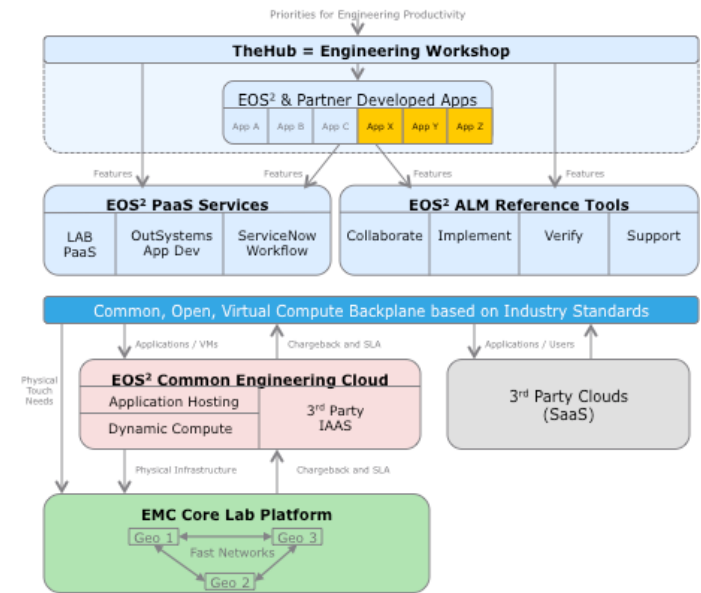 Priorities for Engineering Productivity
TheHub = Engineering Workshop
EOS² & Partner Developed Apps
App A
App B
App C
App X
App Y
App Z
Features
Features
Features
Features
EOS² PaaS Services
LAB
PaaS
OutSystems
App Dev
ServiceNow
Workflow
EOS² ALM Reference Tools
Collaborate
Implement
Verify
Support
Common, Open, Virtual Compute Backplane based on Industry Standards
Applications / VMs
Chargeback and SLA
Applications / Users
Physical
Touch
Needs
EOS² Common Engineering Cloud
Application Hosting
Dynamic Compute
3rd Party
IAAS
3rd Party Clouds
(SaaS)
Physical Infrastructure
Chargeback and SLA
EMC Core Lab Platform
Geo 1
Geo 3
Fast Networks
Geo 2